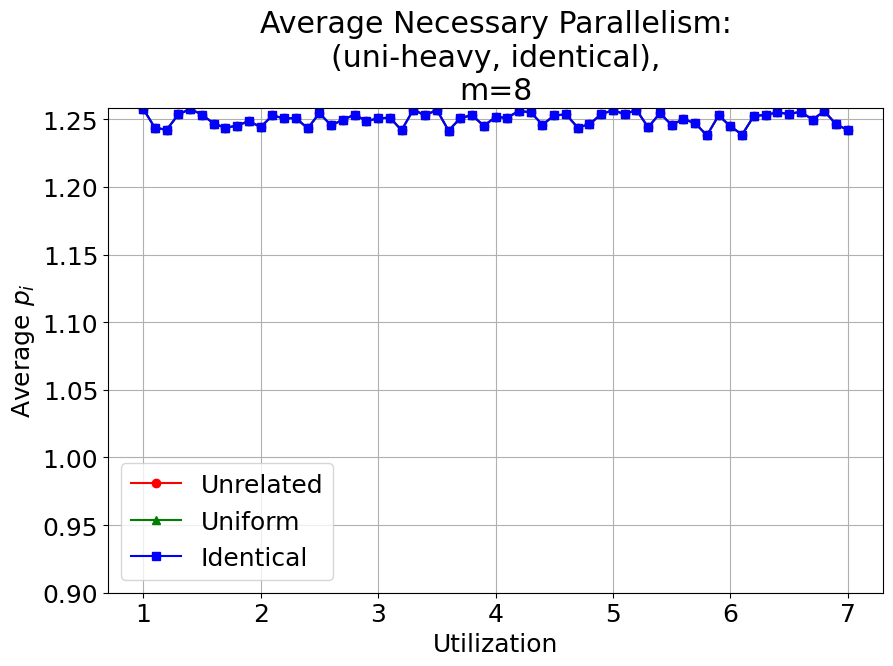 Average Necessary Parallelism:
(uni-heavy, identical),
m=8
1.25
1.20
1.15
1.10
1.05
1.00
0.95
0.90
Average pᵢ
Unrelated
Uniform
Identical
1 2 3 4 5 6 7
Utilization